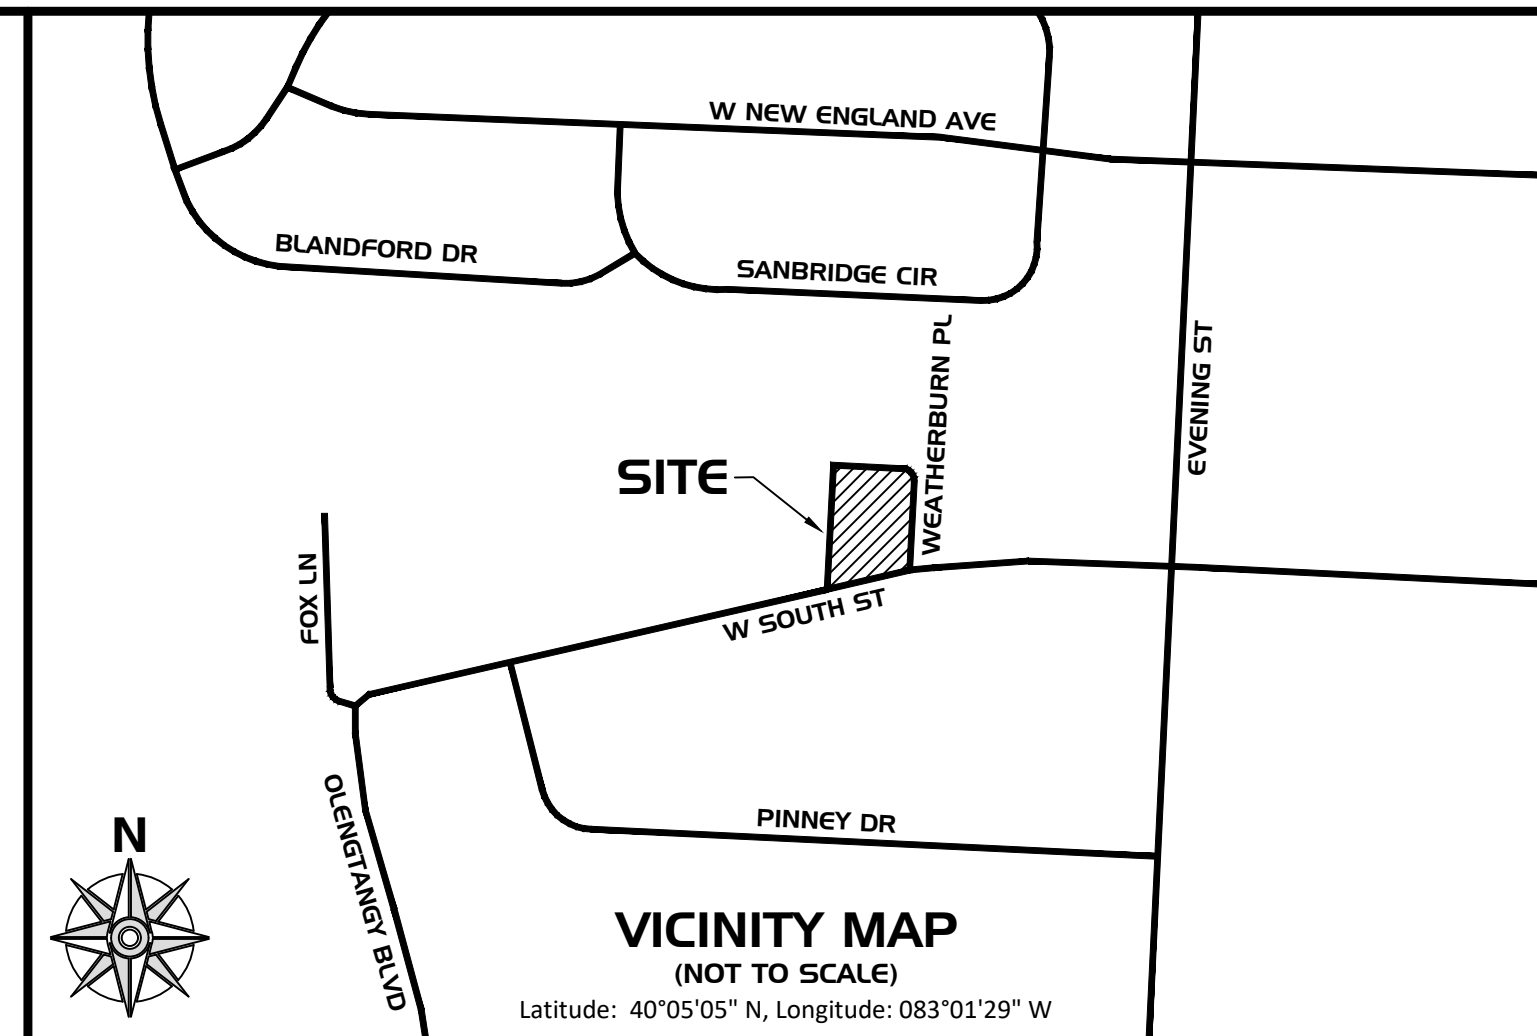 W NEW ENGLAND AVE
BLANDFORD DR
SANBRIDGE CIR
WEATHERBURN PL
EVENING ST
SITE
FOX LN
W SOUTH ST
OLENGTANGY BLVD
PINNEY DR
N
VICINITY MAP
(NOT TO SCALE)
Latitude: 40°05'05" N, Longitude: 083°01'29" W